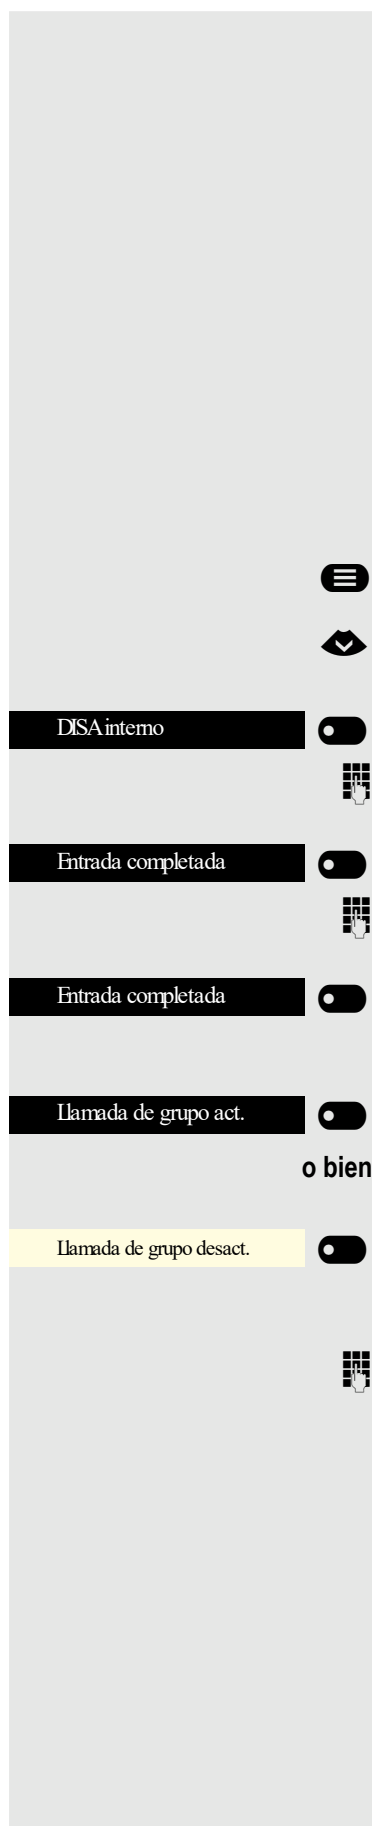 DISA interno
Entrada completada
Entrada completada
Llamada de grupo act.
o bien
Llamada de grupo desact.